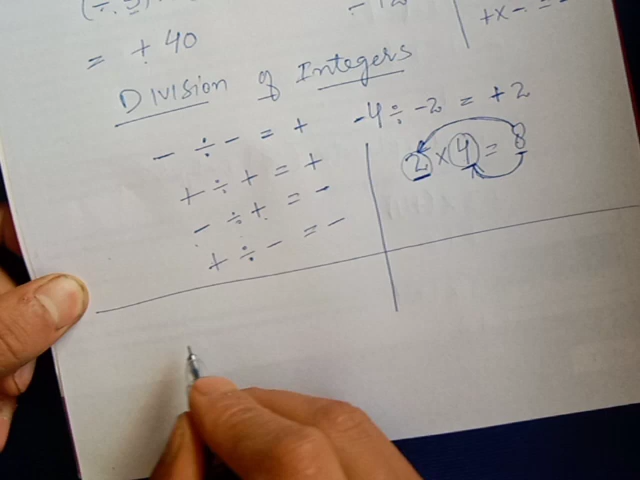 = + 40
+ × - = -
Division of Integers
- ÷ - = +
+ ÷ + = +
- ÷ + = -
+ ÷ - = -
-4 ÷ -2 = +2
2 × 4 = 8